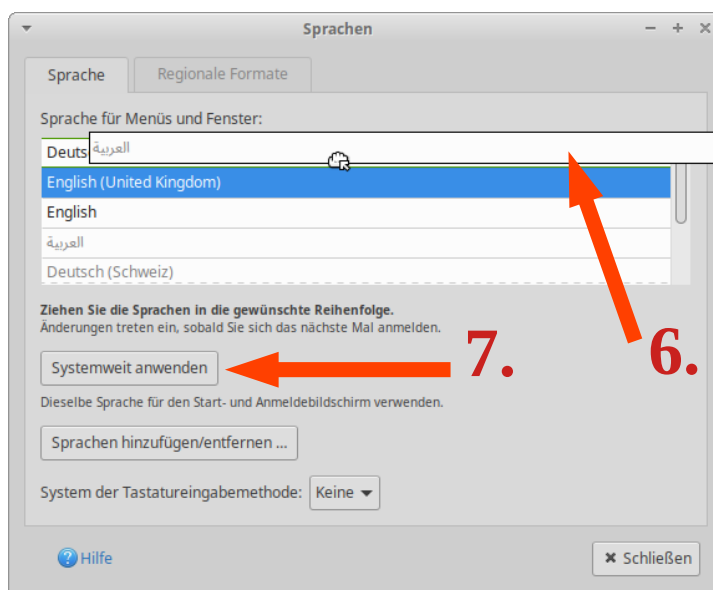 Sprachen
Sprache
Regionale Formate
Sprache für Menüs und Fenster:
Deuts
العربية
English (United Kingdom)
English
العربية
Deutsch (Schweiz)
Ziehen Sie die Sprachen in die gewünschte Reihenfolge.
Änderungen treten ein, sobald Sie sich das nächste Mal anmelden.
6.
7.
Systemweit anwenden
Dieselbe Sprache für den Start- und Anmeldebildschirm verwenden.
Sprachen hinzufügen/entfernen ...
System der Tastatureingabemethode: Keine
Hilfe
Schließen